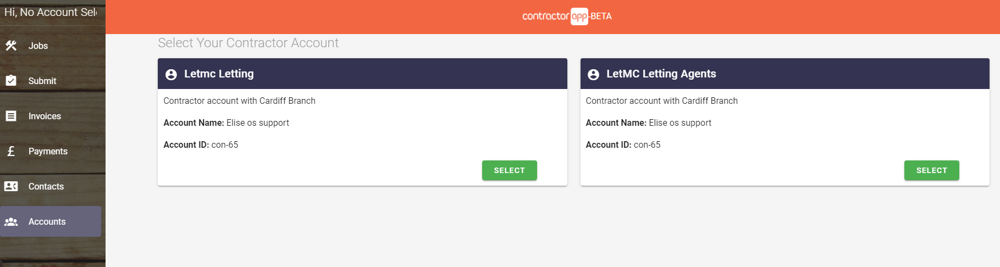 Hi, No Account Sel
Jobs
Submit
Invoices
Payments
Contacts
Accounts
contractor app-BETA
Select Your Contractor Account
Letmc Letting
Contractor account with Cardiff Branch
Account Name: Elise os support
Account ID: con-65
SELECT
LetMC Letting Agents
Contractor account with Cardiff Branch
Account Name: Elise os support
Account ID: con-65
SELECT